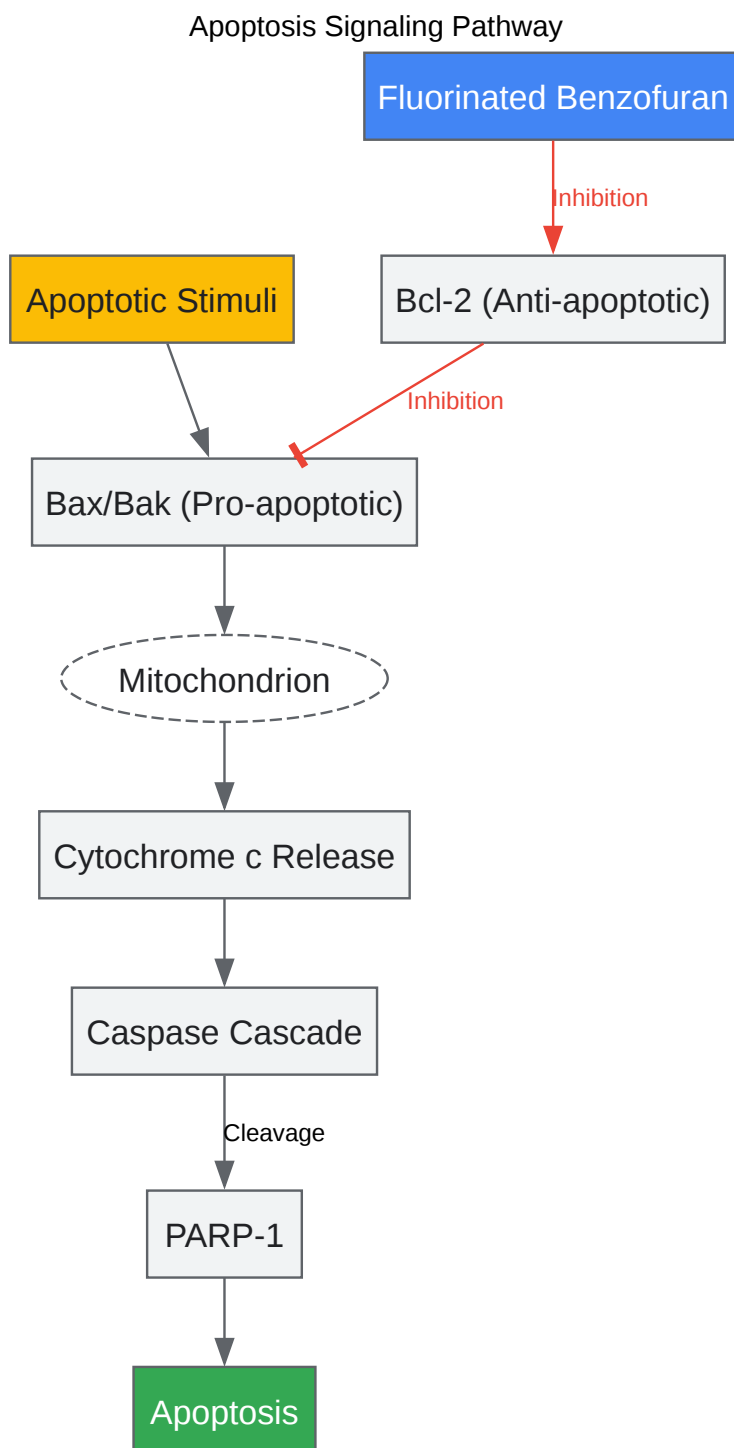 Apoptosis Signaling Pathway
Fluorinated Benzofuran
Inhibition
Apoptotic Stimuli
Bcl-2 (Anti-apoptotic)
Inhibition
Bax/Bak (Pro-apoptotic)
Mitochondrion
Cytochrome c Release
Caspase Cascade
Cleavage
PARP-1
Apoptosis